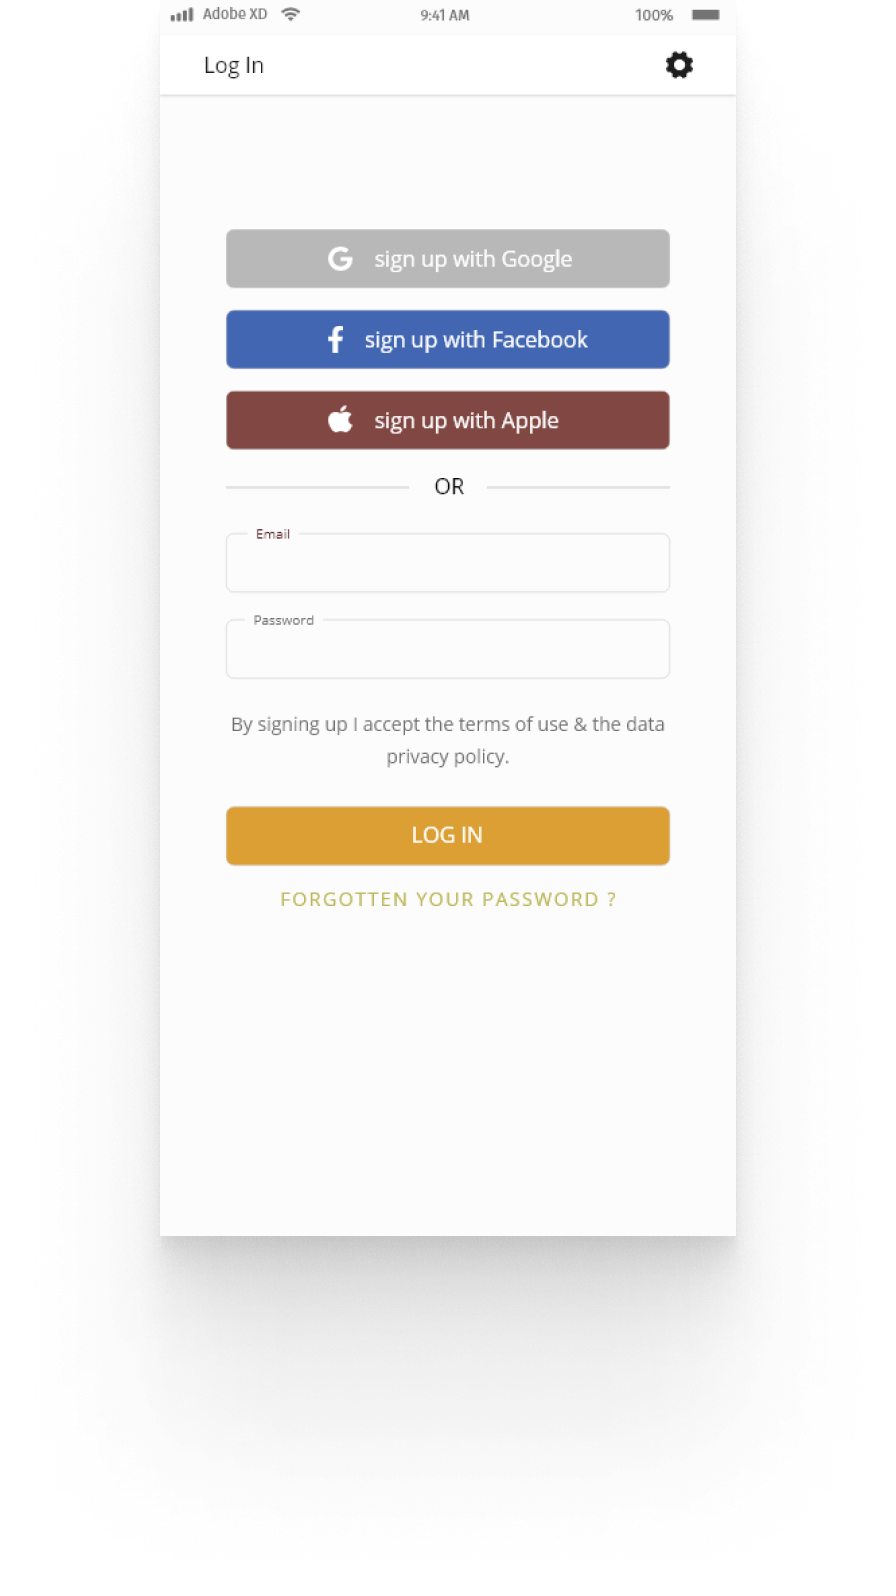 Adobe XD 9:41 AM 100%
Log In
sign up with Google
sign up with Facebook
sign up with Apple
OR
Email
Password
By signing up I accept the terms of use & the data
privacy policy.
LOG IN
FORGOTTEN YOUR PASSWORD ?